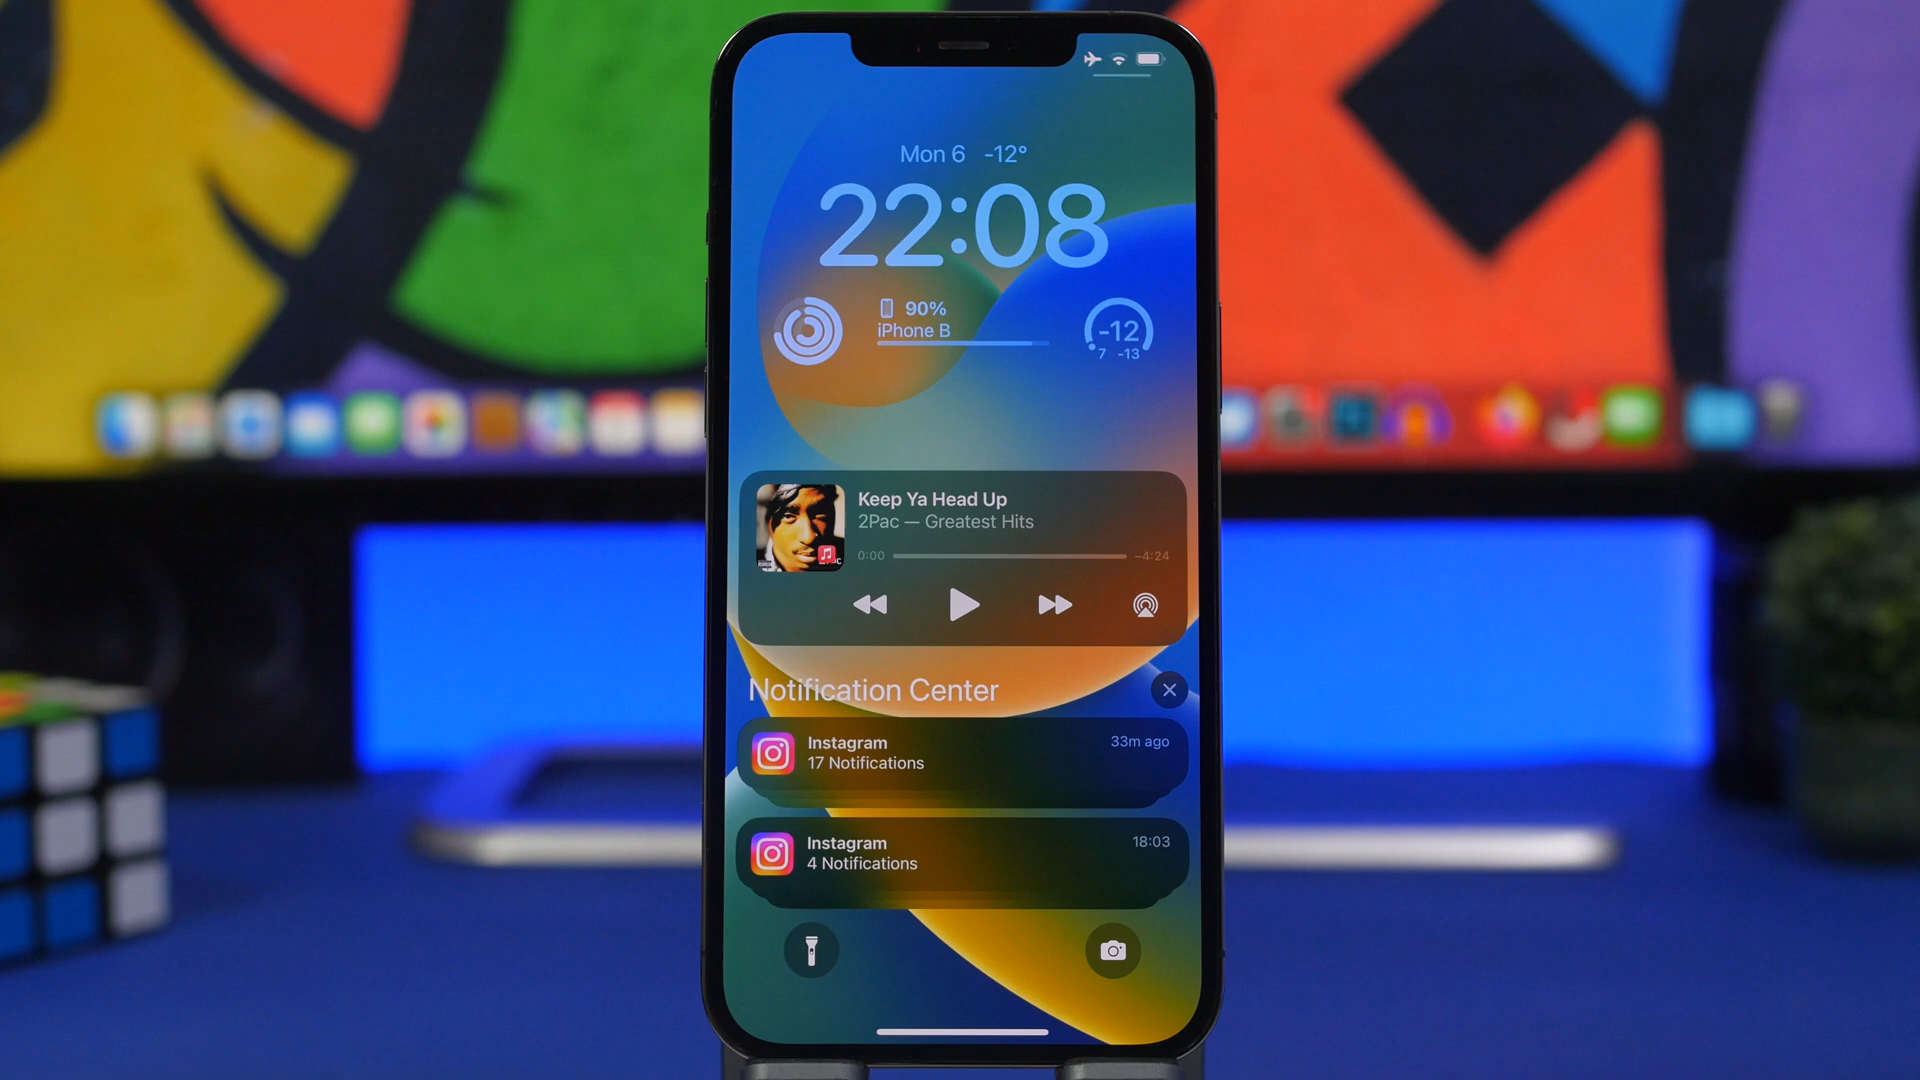 Mon 6 -12°
22:08
90%
iPhone B
-12
7 -13
Keep Ya Head Up
2Pac — Greatest Hits
0:00 -4:24
Notification Center
Instagram 33m ago
17 Notifications
Instagram 18:03
4 Notifications